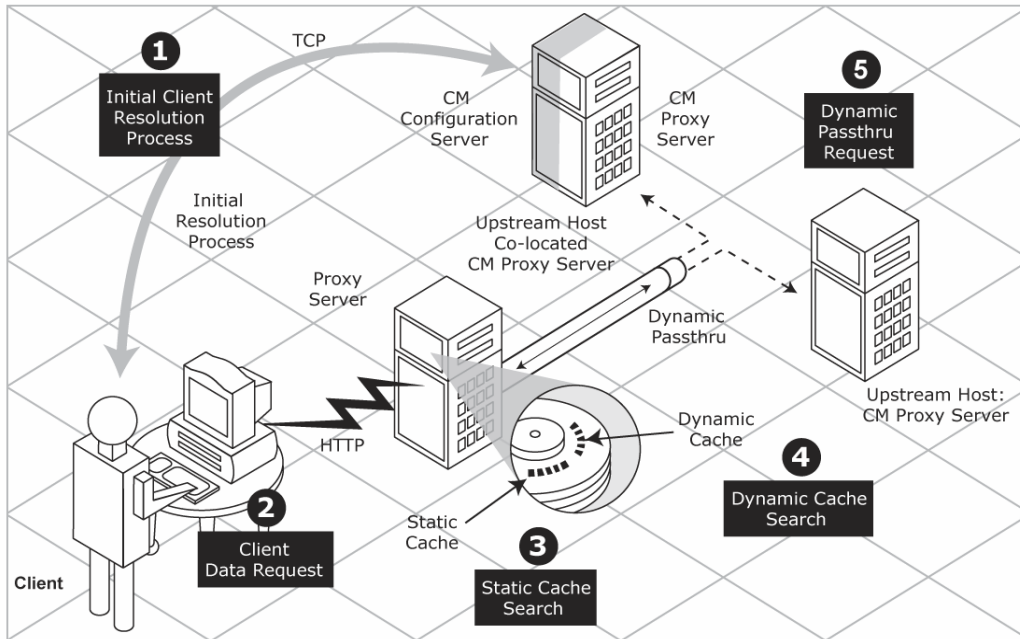 1
Initial Client
Resolution
Process
TCP
CM
Configuration
Server
CM
Proxy
Server
5
Dynamic
Passthru
Request
Initial
Resolution
Process
Upstream Host
Co-located
CM Proxy Server
Proxy
Server
Dynamic
Passthru
Upstream Host:
CM Proxy Server
HTTP
Dynamic
Cache
4
Dynamic Cache
Search
2
Client
Data Request
Static
Cache
3
Static Cache
Search
Client